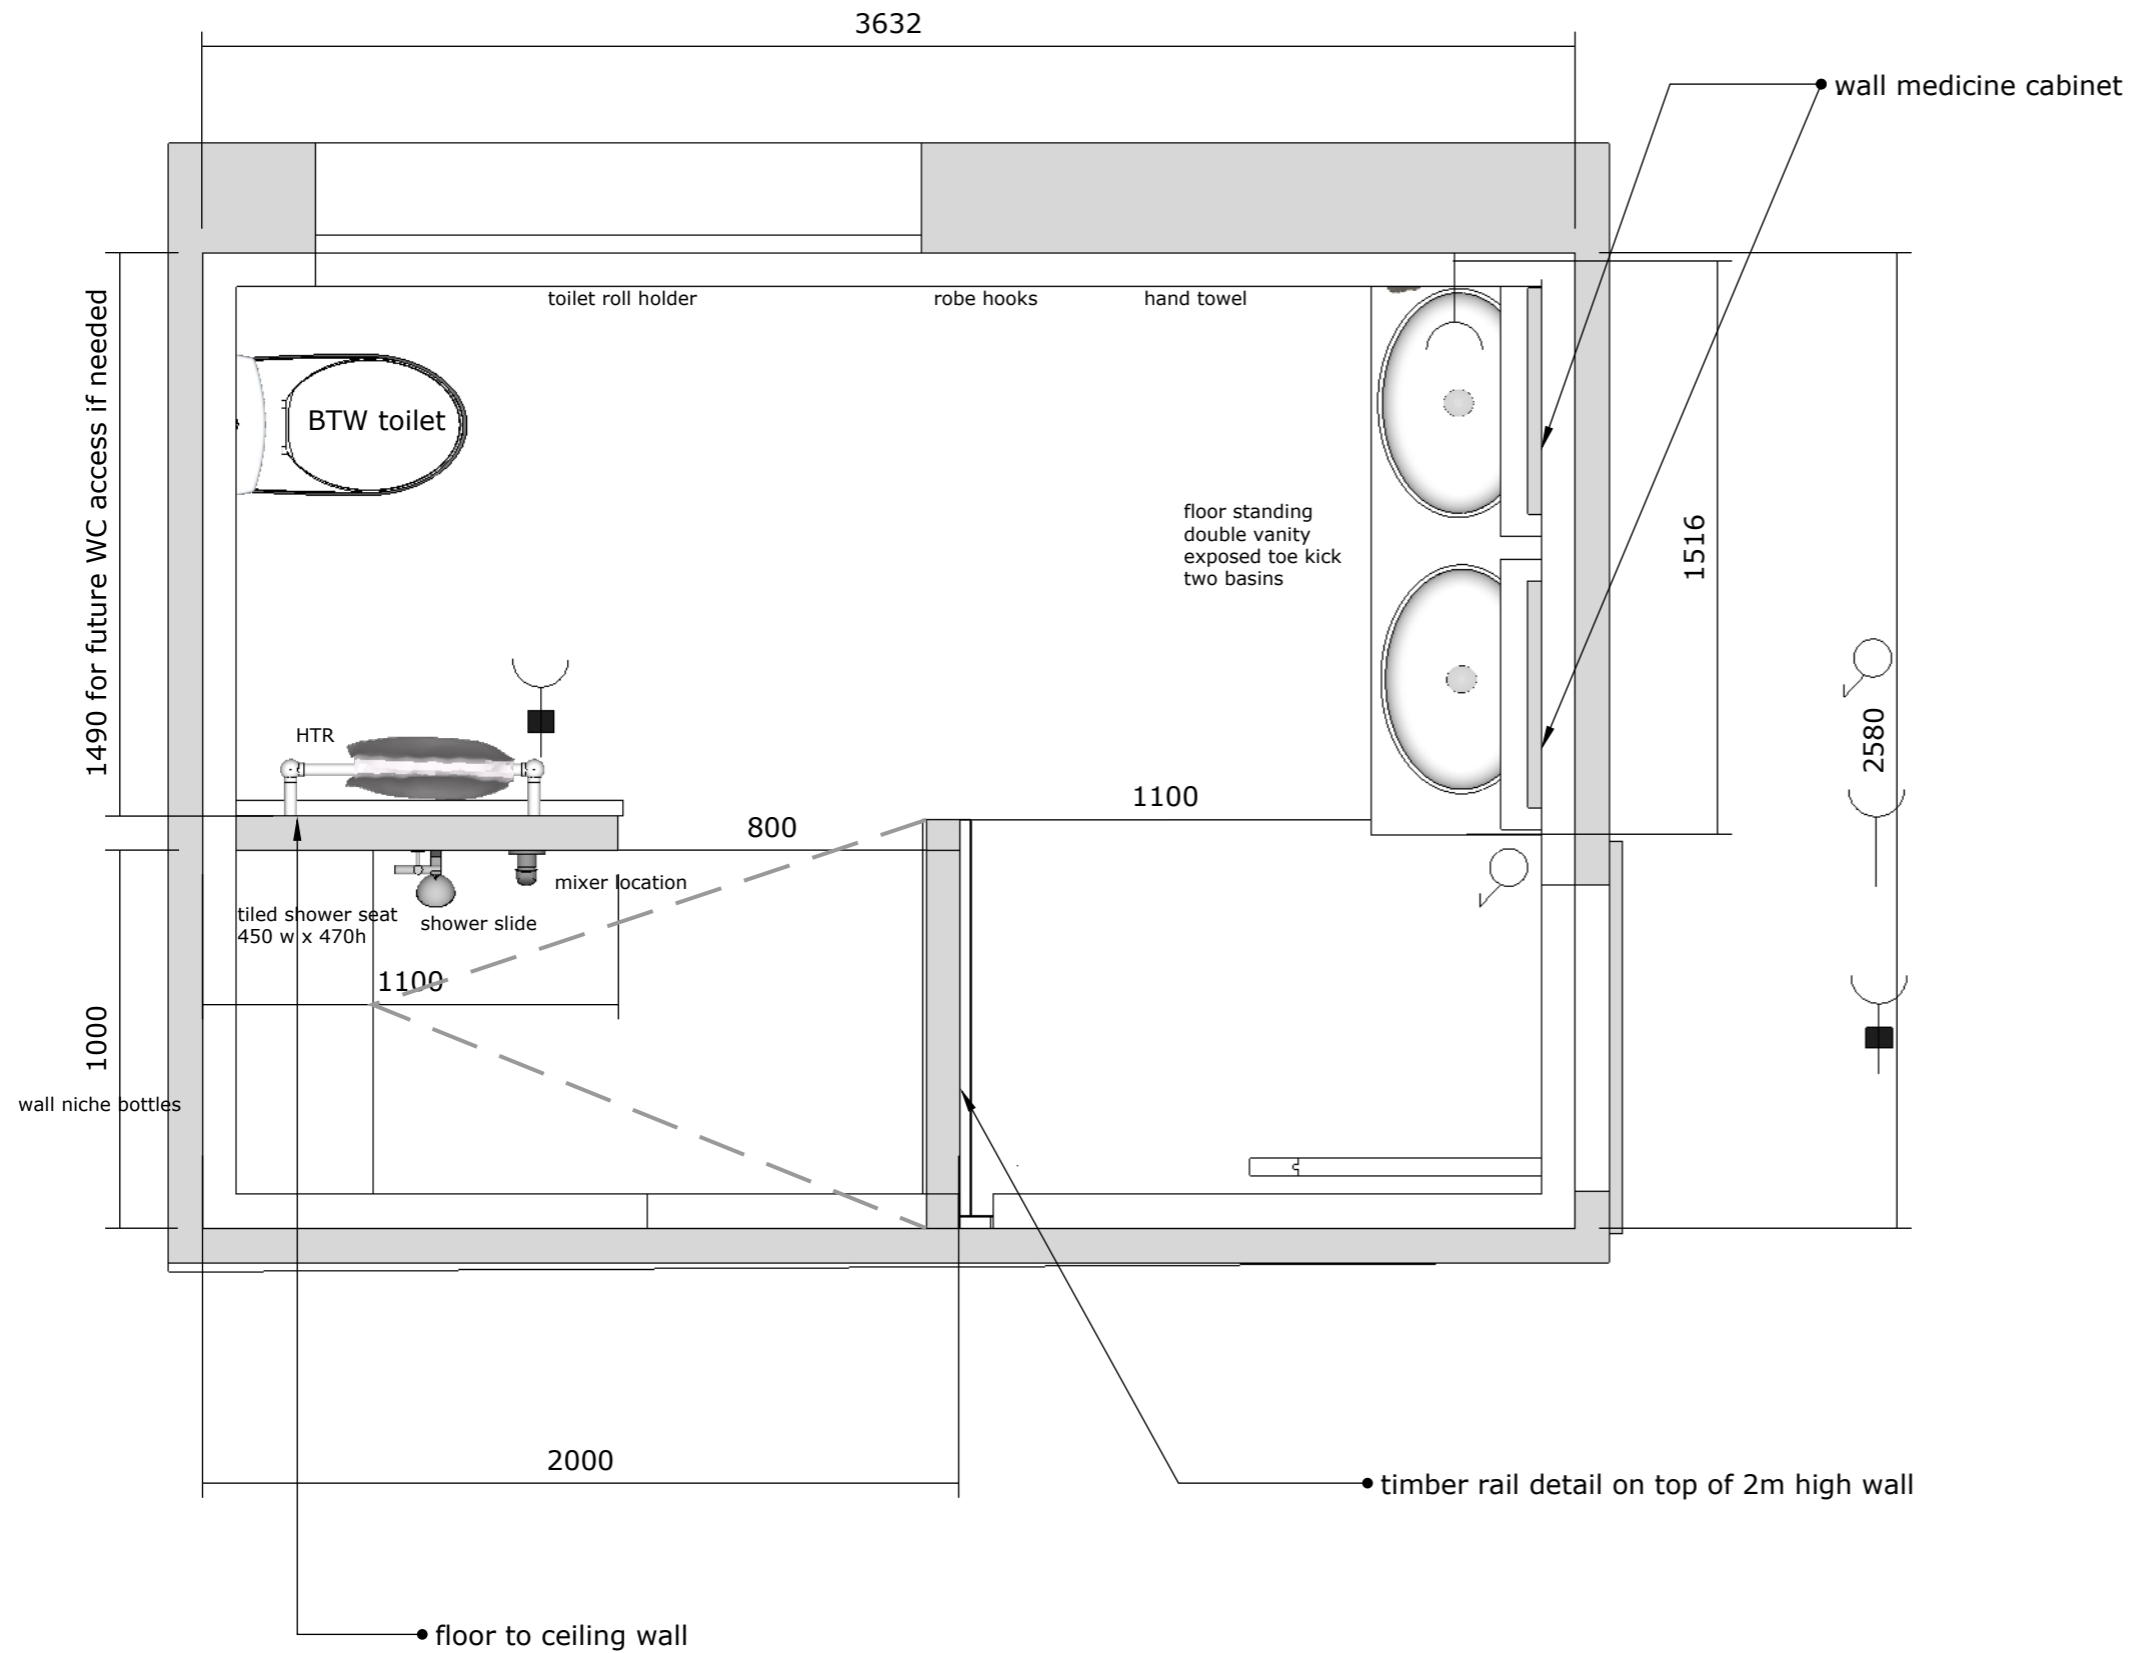 3632
wall medicine cabinet
toilet roll holder
robe hooks
hand towel
1490 for future WC access if needed
BTW toilet
floor standing
double vanity
exposed toe kick
two basins
1516
2580
HTR
1100
800
mixer location
tiled shower seat
450 w x 470h
shower slide
1100
1000
wall niche bottles
2000
timber rail detail on top of 2m high wall
floor to ceiling wall